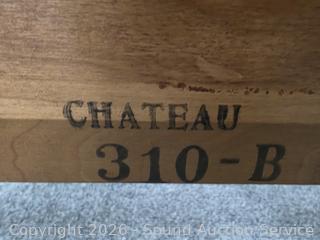 CHATEAU
310-B
Copyright 2026 - Sound Auction Service